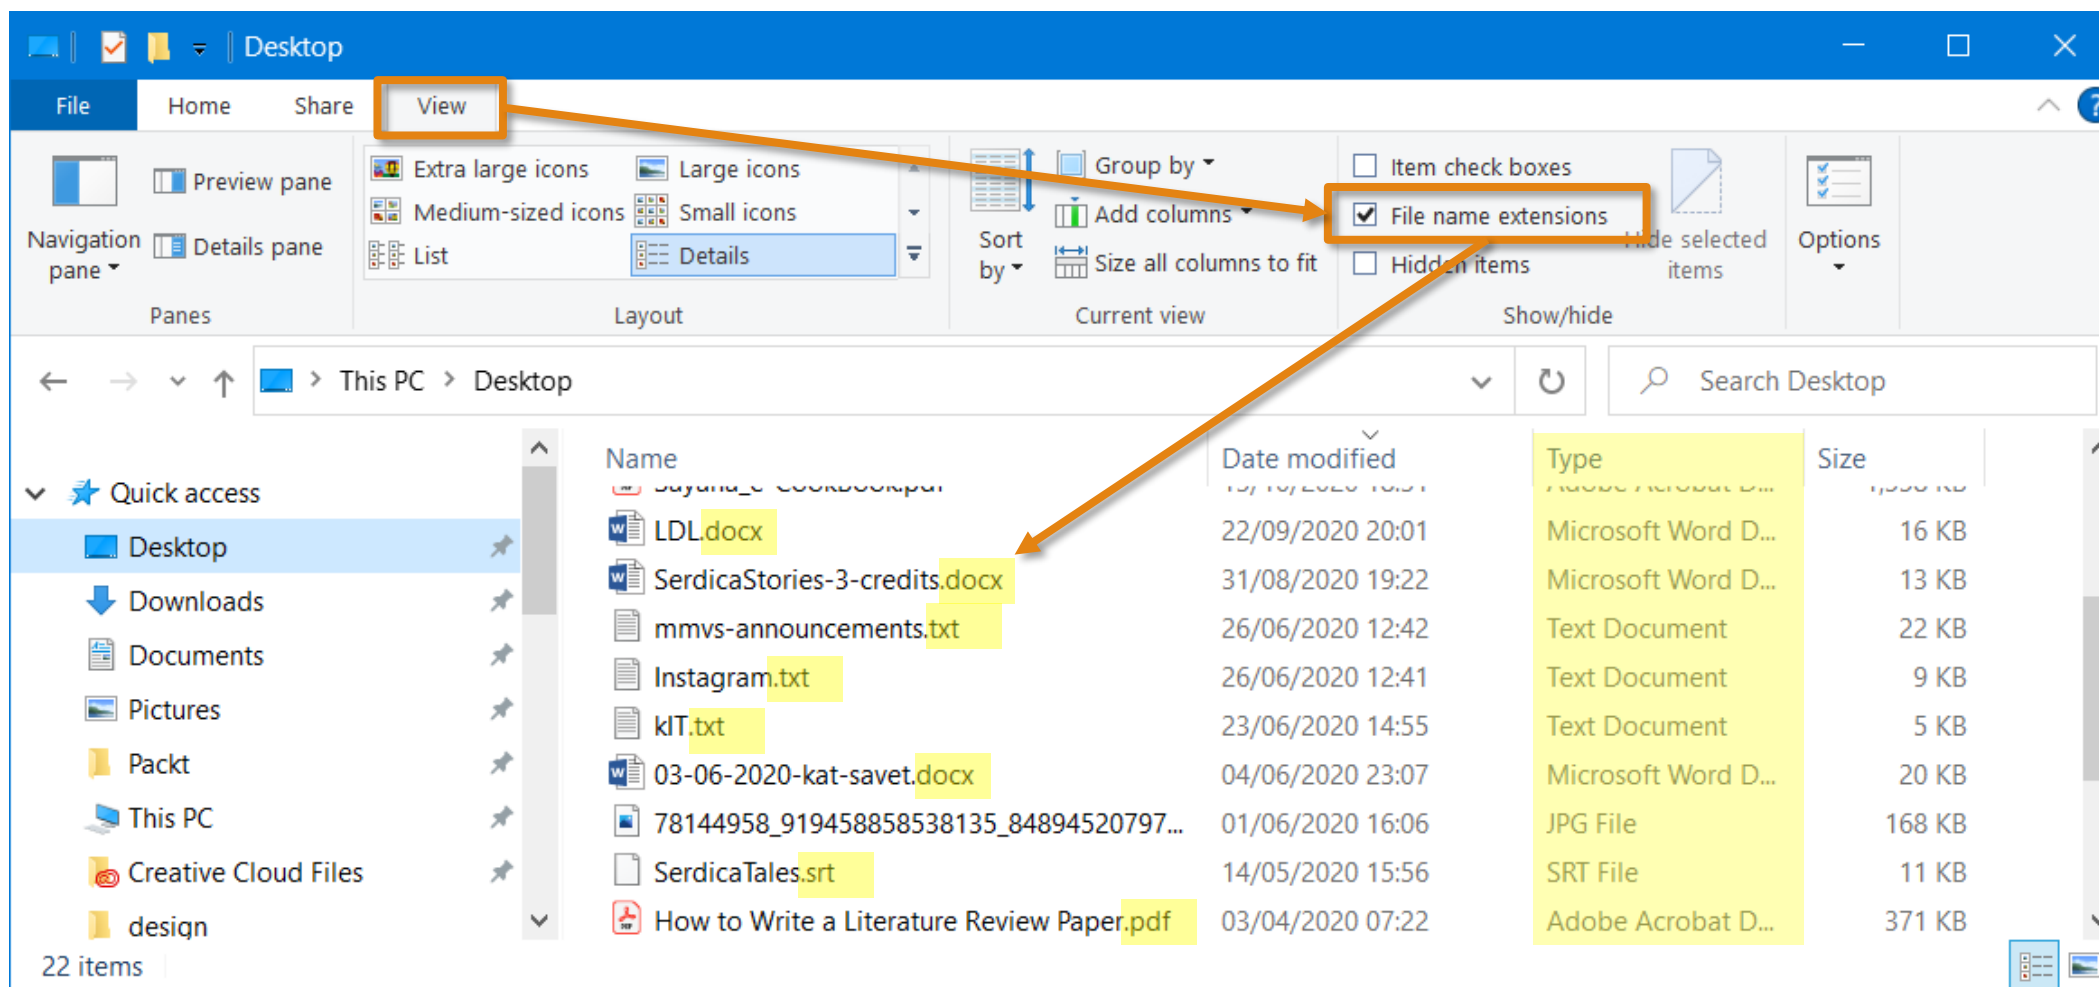 Desktop
File Home Share View
Navigation pane
Preview pane
Details pane
Panes
Extra large icons Large icons
Medium-sized icons Small icons
List Details
Layout
Sort by
Group by
Add columns
Size all columns to fit
Current view
Item check boxes
File name extensions
Hidden items
Hide selected items
Show/hide
Options
This PC > Desktop
Search Desktop
Quick access
Desktop
Downloads
Documents
Pictures
Packt
This PC
Creative Cloud Files
design
Name Date modified Type Size
LDL.docx 22/09/2020 20:01 Microsoft Word D... 16 KB
SerdicaStories-3-credits.docx 31/08/2020 19:22 Microsoft Word D... 13 KB
mmvs-announcements.txt 26/06/2020 12:42 Text Document 22 KB
Instagram.txt 26/06/2020 12:41 Text Document 9 KB
kIT.txt 23/06/2020 14:55 Text Document 5 KB
03-06-2020-kat-savet.docx 04/06/2020 23:07 Microsoft Word D... 20 KB
78144958_919458858538135_84894520797... 01/06/2020 16:06 JPG File 168 KB
SerdicaTales.srt 14/05/2020 15:56 SRT File 11 KB
How to Write a Literature Review Paper.pdf 03/04/2020 07:22 Adobe Acrobat D... 371 KB
22 items